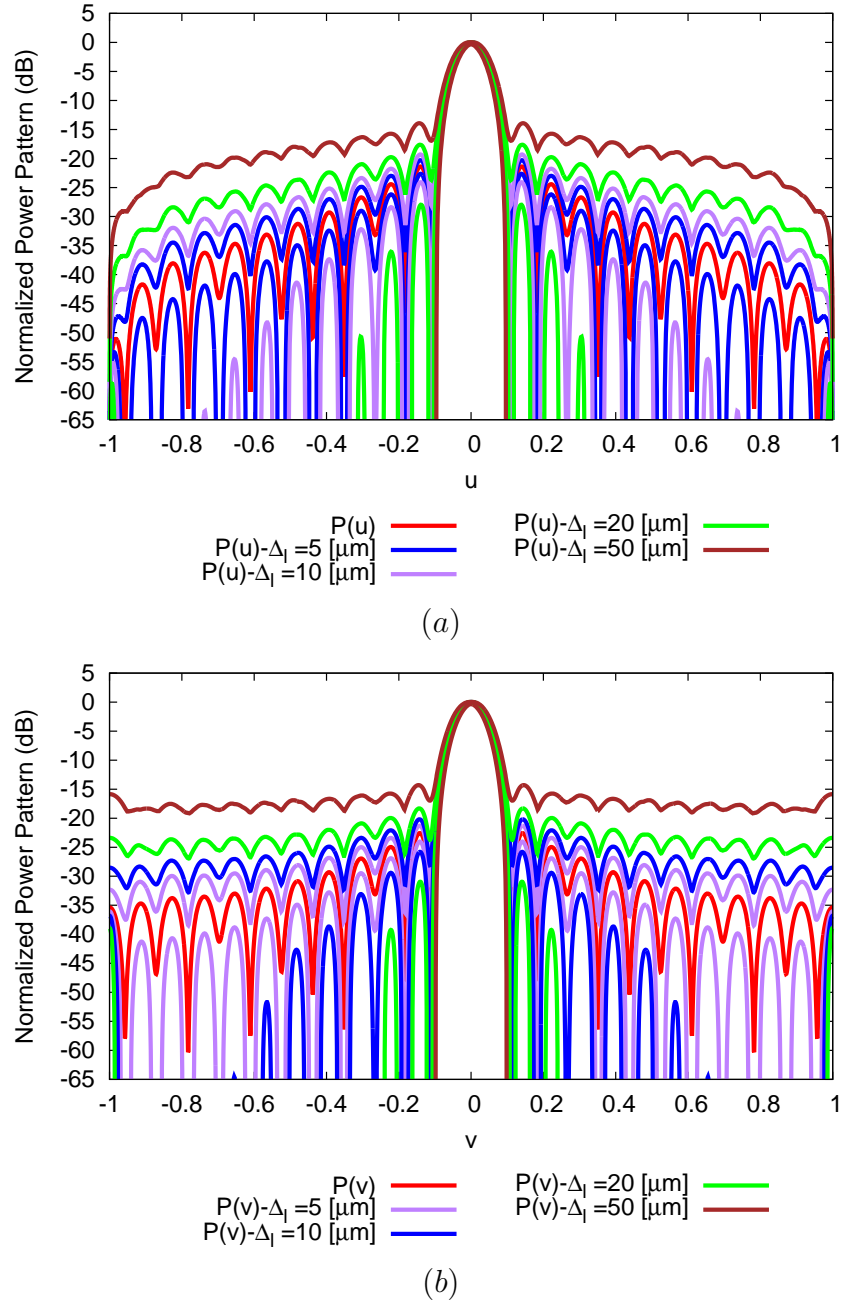 5
0
-5
-10
-15
-20
-25
-30
-35
-40
-45
-50
-55
-60
-65
Normalized Power Pattern (dB)
-1 -0.8 -0.6 -0.4 -0.2 0 0.2 0.4 0.6 0.8 1
u
P(u)
P(u)-Δl =5 [μm]
P(u)-Δl =10 [μm]
P(u)-Δl =20 [μm]
P(u)-Δl =50 [μm]
(a)
5
0
-5
-10
-15
-20
-25
-30
-35
-40
-45
-50
-55
-60
-65
Normalized Power Pattern (dB)
-1 -0.8 -0.6 -0.4 -0.2 0 0.2 0.4 0.6 0.8 1
v
P(v)
P(v)-Δl =5 [μm]
P(v)-Δl =10 [μm]
P(v)-Δl =20 [μm]
P(v)-Δl =50 [μm]
(b)